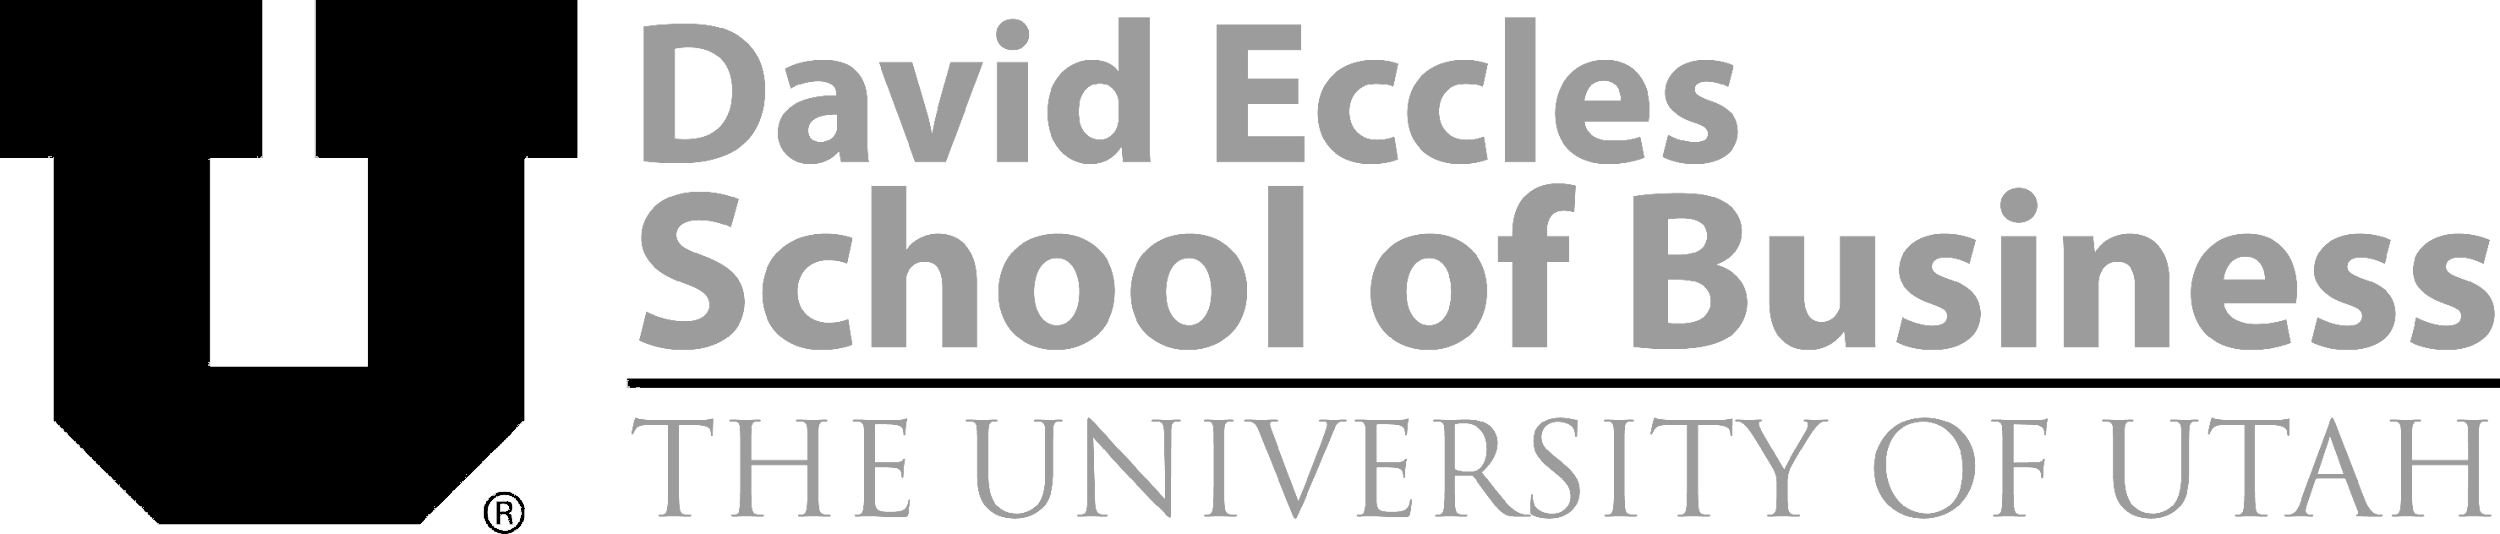 U
®
David Eccles
School of Business
THE UNIVERSITY OF UTAH